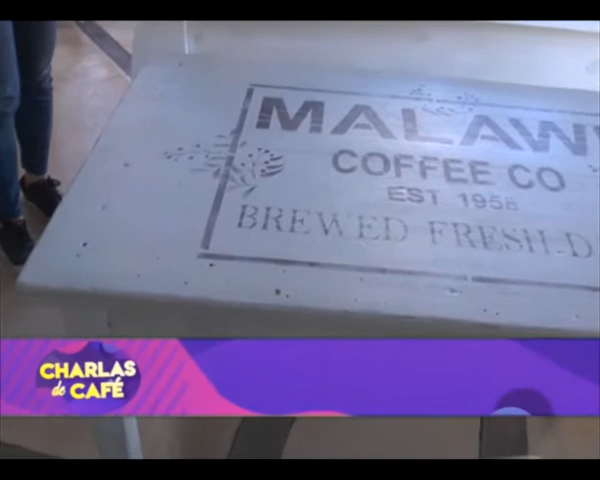 MALAW
COFFEE CO
EST 1958
BREWED FRESH D
CHARLAS
de CAFÉ